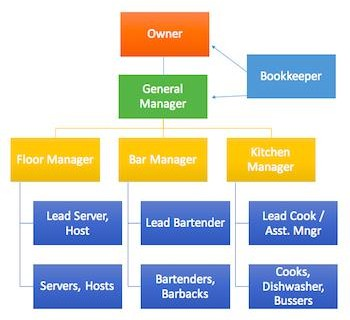 Owner
Bookkeeper
General
Manager
Floor Manager
Bar Manager
Kitchen
Manager
Lead Server,
Host
Lead Bartender
Lead Cook /
Asst. Mngr
Servers, Hosts
Bartenders,
Barbacks
Cooks,
Dishwasher,
Bussers